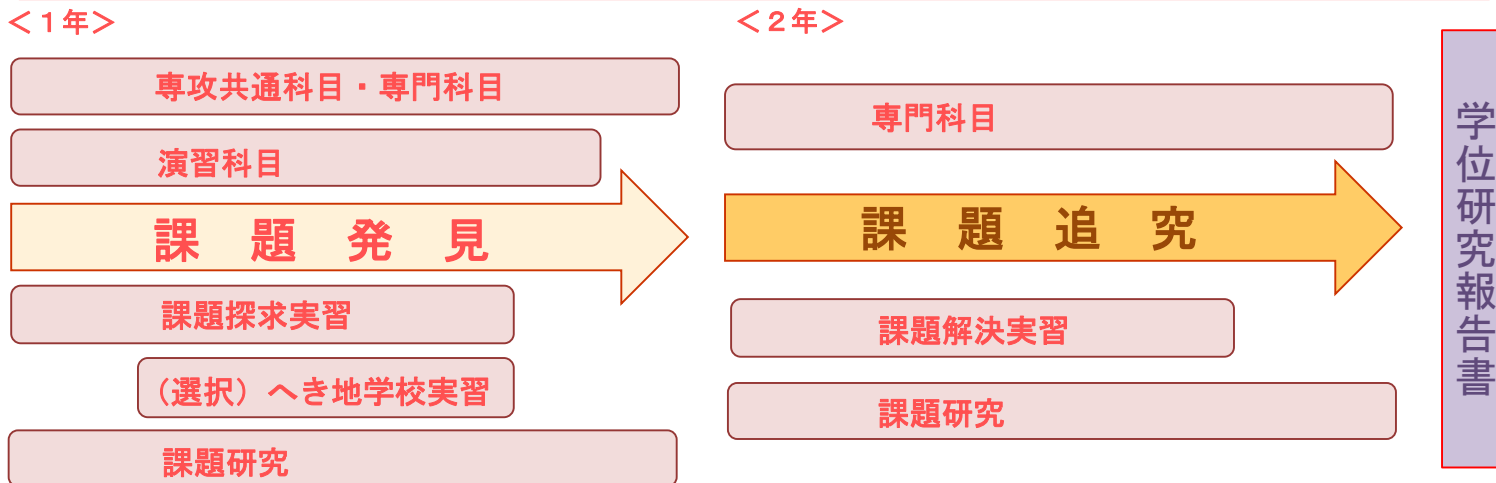 ＜１年＞
専攻共通科目・専門科目
演習科目
課題発見
課題探求実習
（選択）へき地学校実習
課題研究
＜２年＞
専門科目
課題追究
課題解決実習
課題研究
学位研究報告書